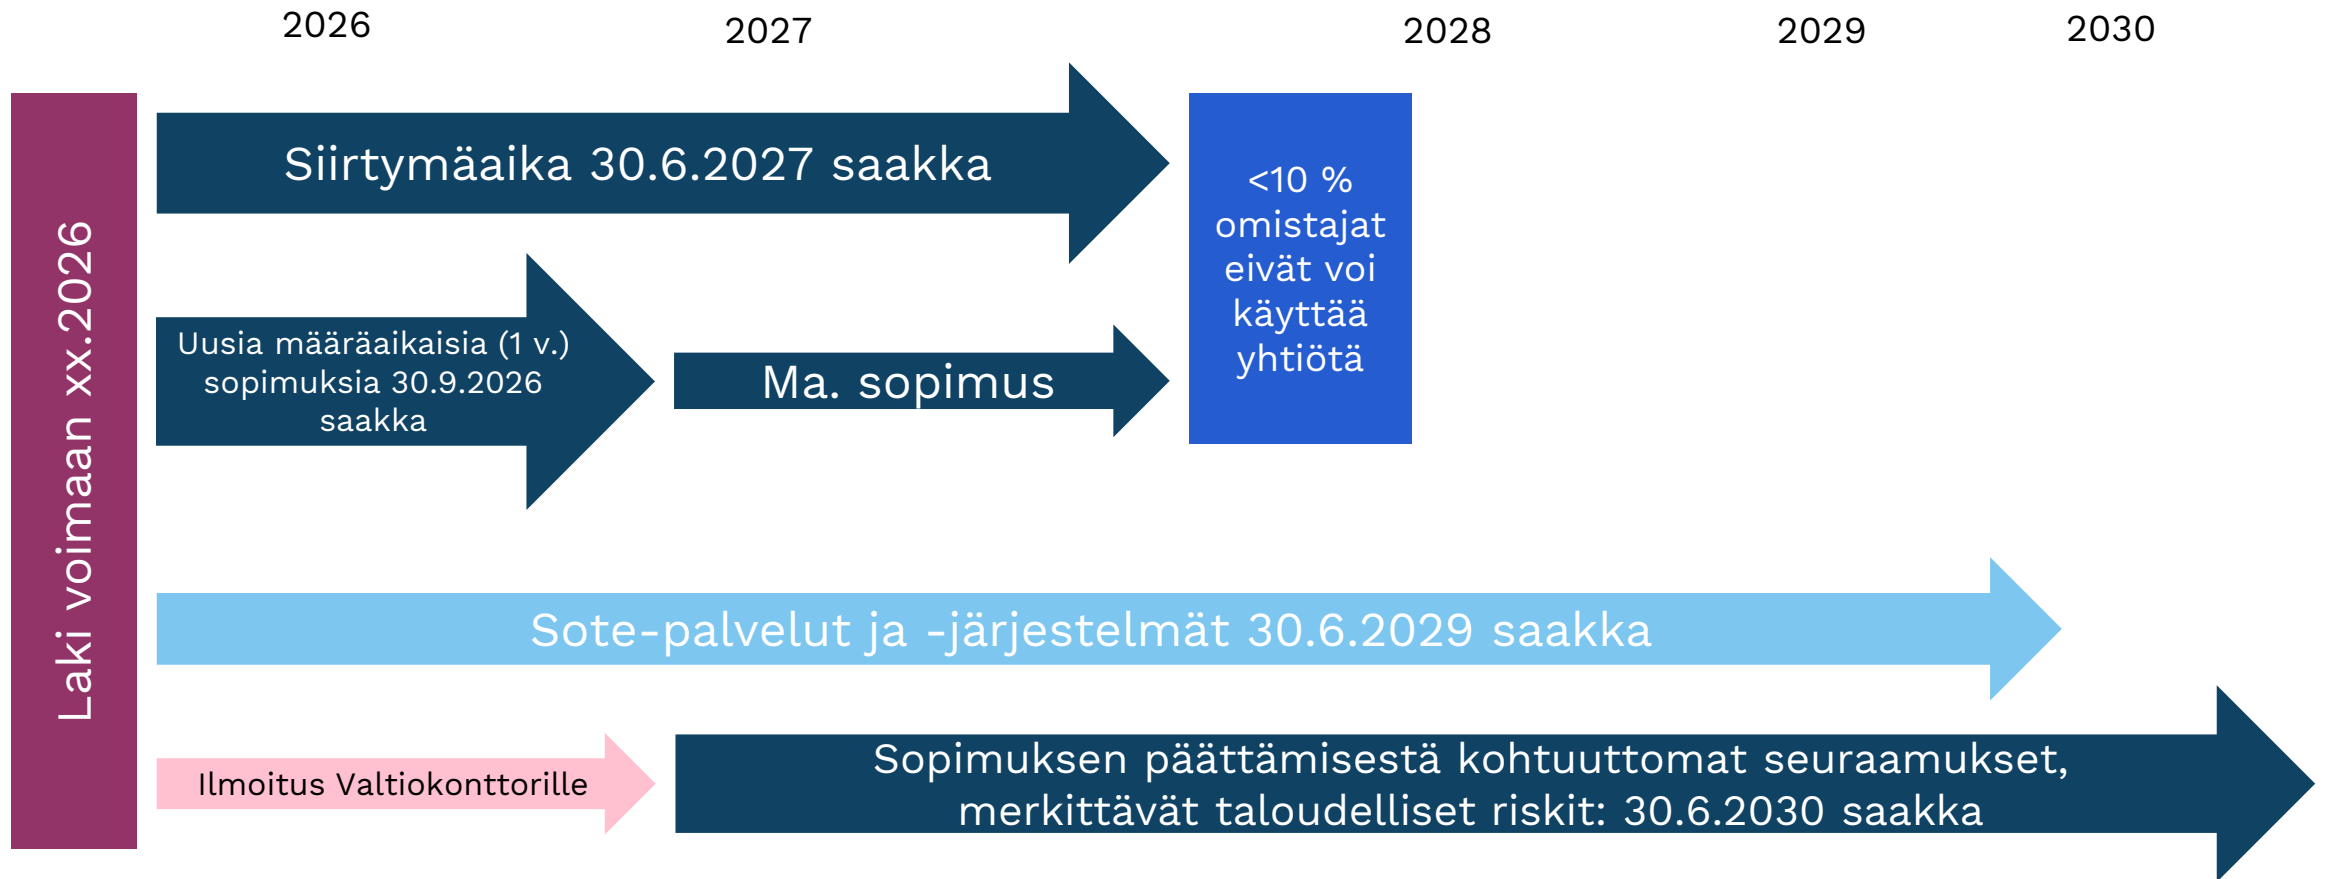 2026
2027
2028
2029
2030
Laki voimaan xx.2026
Siirtymäaika 30.6.2027 saakka
<10 %
omistajat
eivät voi
käyttää
yhtiötä
Uusia määräaikaisia (1 v.)
sopimuksia 30.9.2026
saakka
Ma. sopimus
Sote-palvelut ja -järjestelmät 30.6.2029 saakka
Ilmoitus Valtiokonttorille
Sopimuksen päättämisestä kohtuuttomat seuraamukset,
merkittävät taloudelliset riskit: 30.6.2030 saakka